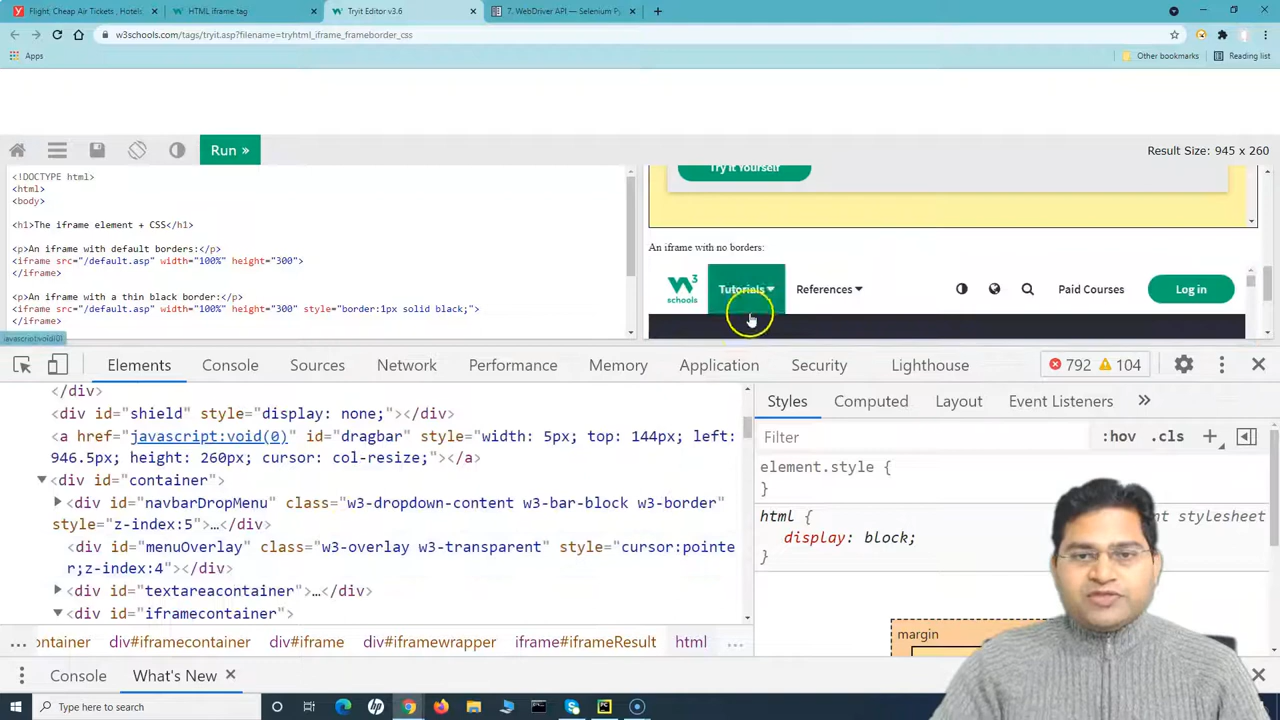 Flight, Cheap Air Tickets , Hotels
HTML iframe tag
Tryit Editor v3.6
7. WebDriver API — Selenium P
w3schools.com/tags/tryit.asp?filename=tryhtml_iframe_frameborder_css
Apps
Other bookmarks
Reading list
Run »
Result Size: 945 x 260
<!DOCTYPE html>
<html>
<body>
<h1>The iframe element + CSS</h1>
<p>An iframe with default borders:</p>
<iframe src="/default.asp" width="100%" height="300">
</iframe>
<p>An iframe with a thin black border:</p>
<iframe src="/default.asp" width="100%" height="300" style="border:1px solid black;">
</iframe>
javascript:void(0)
Try it Yourself
An iframe with no borders:
W3
schools
Tutorials
References
Paid Courses
Log in
Elements
Console
Sources
Network
Performance
Memory
Application
Security
Lighthouse
792
104
</div>
<div id="shield" style="display: none;"></div>
<a href="javascript:void(0)" id="dragbar" style="width: 5px; top: 144px; left:
946.5px; height: 260px; cursor: col-resize;"></a>
<div id="container">
<div id="navbarDropMenu" class="w3-dropdown-content w3-bar-block w3-border"
style="z-index:5">…</div>
<div id="menuOverlay" class="w3-overlay w3-transparent" style="cursor:pointe
r;z-index:4"></div>
<div id="textareacontainer">…</div>
<div id="iframecontainer">
Styles
Computed
Layout
Event Listeners
Filter
:hov
.cls
element.style {
}
html {
nt stylesheet
display: block;
}
margin
… ontainer div#iframecontainer div#iframe div#iframewrapper iframe#iframeResult html …
Console
What's New
Type here to search